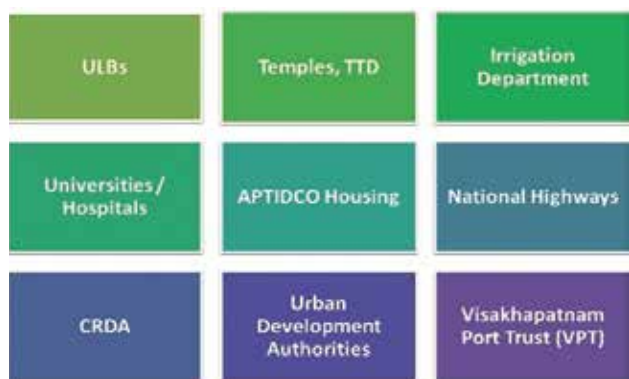 ULBs
Temples, TTD
Irrigation
Department
Universities /
Hospitals
APTIDCO Housing
National Highways
CRDA
Urban
Development
Authorities
Visakhapatnam
Port Trust (VPT)